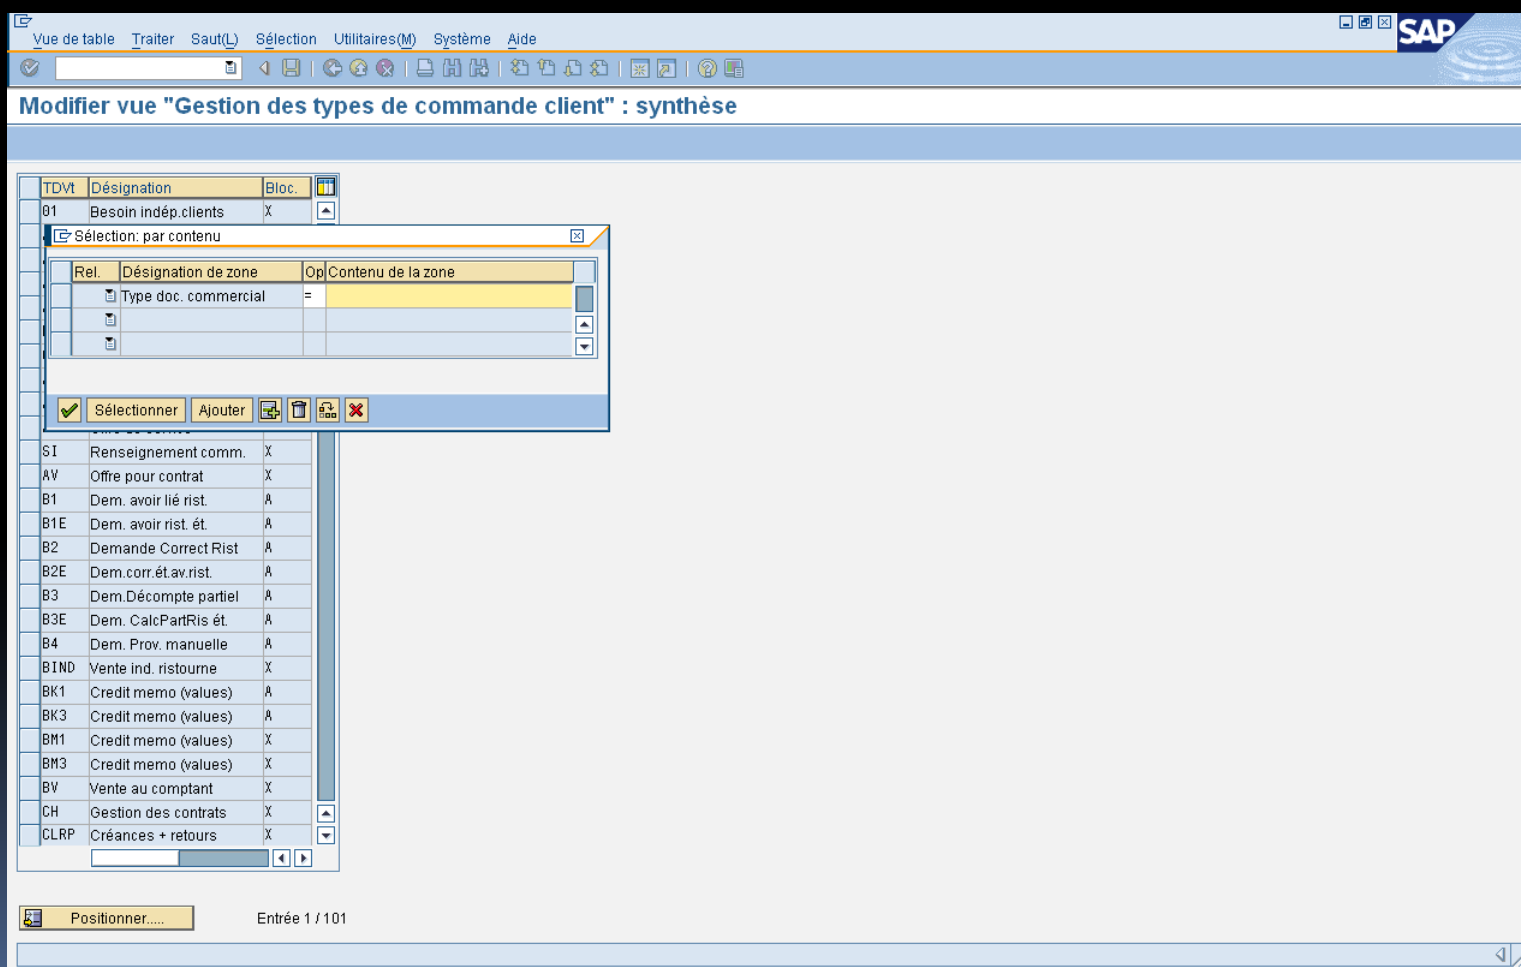 Vue de table Traiter Saut(L) Sélection Utilitaires(M) Système Aide
SAP
Modifier vue "Gestion des types de commande client" : synthèse
TDVt Désignation Bloc.
01 Besoin indép.clients X
Sélection: par contenu
Rel. Désignation de zone Op Contenu de la zone
Type doc. commercial =
Sélectionner Ajouter
SI Renseignement comm. X
AV Offre pour contrat X
B1 Dem. avoir lié rist. A
B1E Dem. avoir rist. ét. A
B2 Demande Correct Rist A
B2E Dem.corr.ét.av.rist. A
B3 Dem.Décompte partiel A
B3E Dem. CalcPartRis ét. A
B4 Dem. Prov. manuelle A
BIND Vente ind. ristourne X
BK1 Credit memo (values) A
BK3 Credit memo (values) A
BM1 Credit memo (values) X
BM3 Credit memo (values) X
BV Vente au comptant X
CH Gestion des contrats X
CLRP Créances + retours X
Positionner..... Entrée 1 / 101